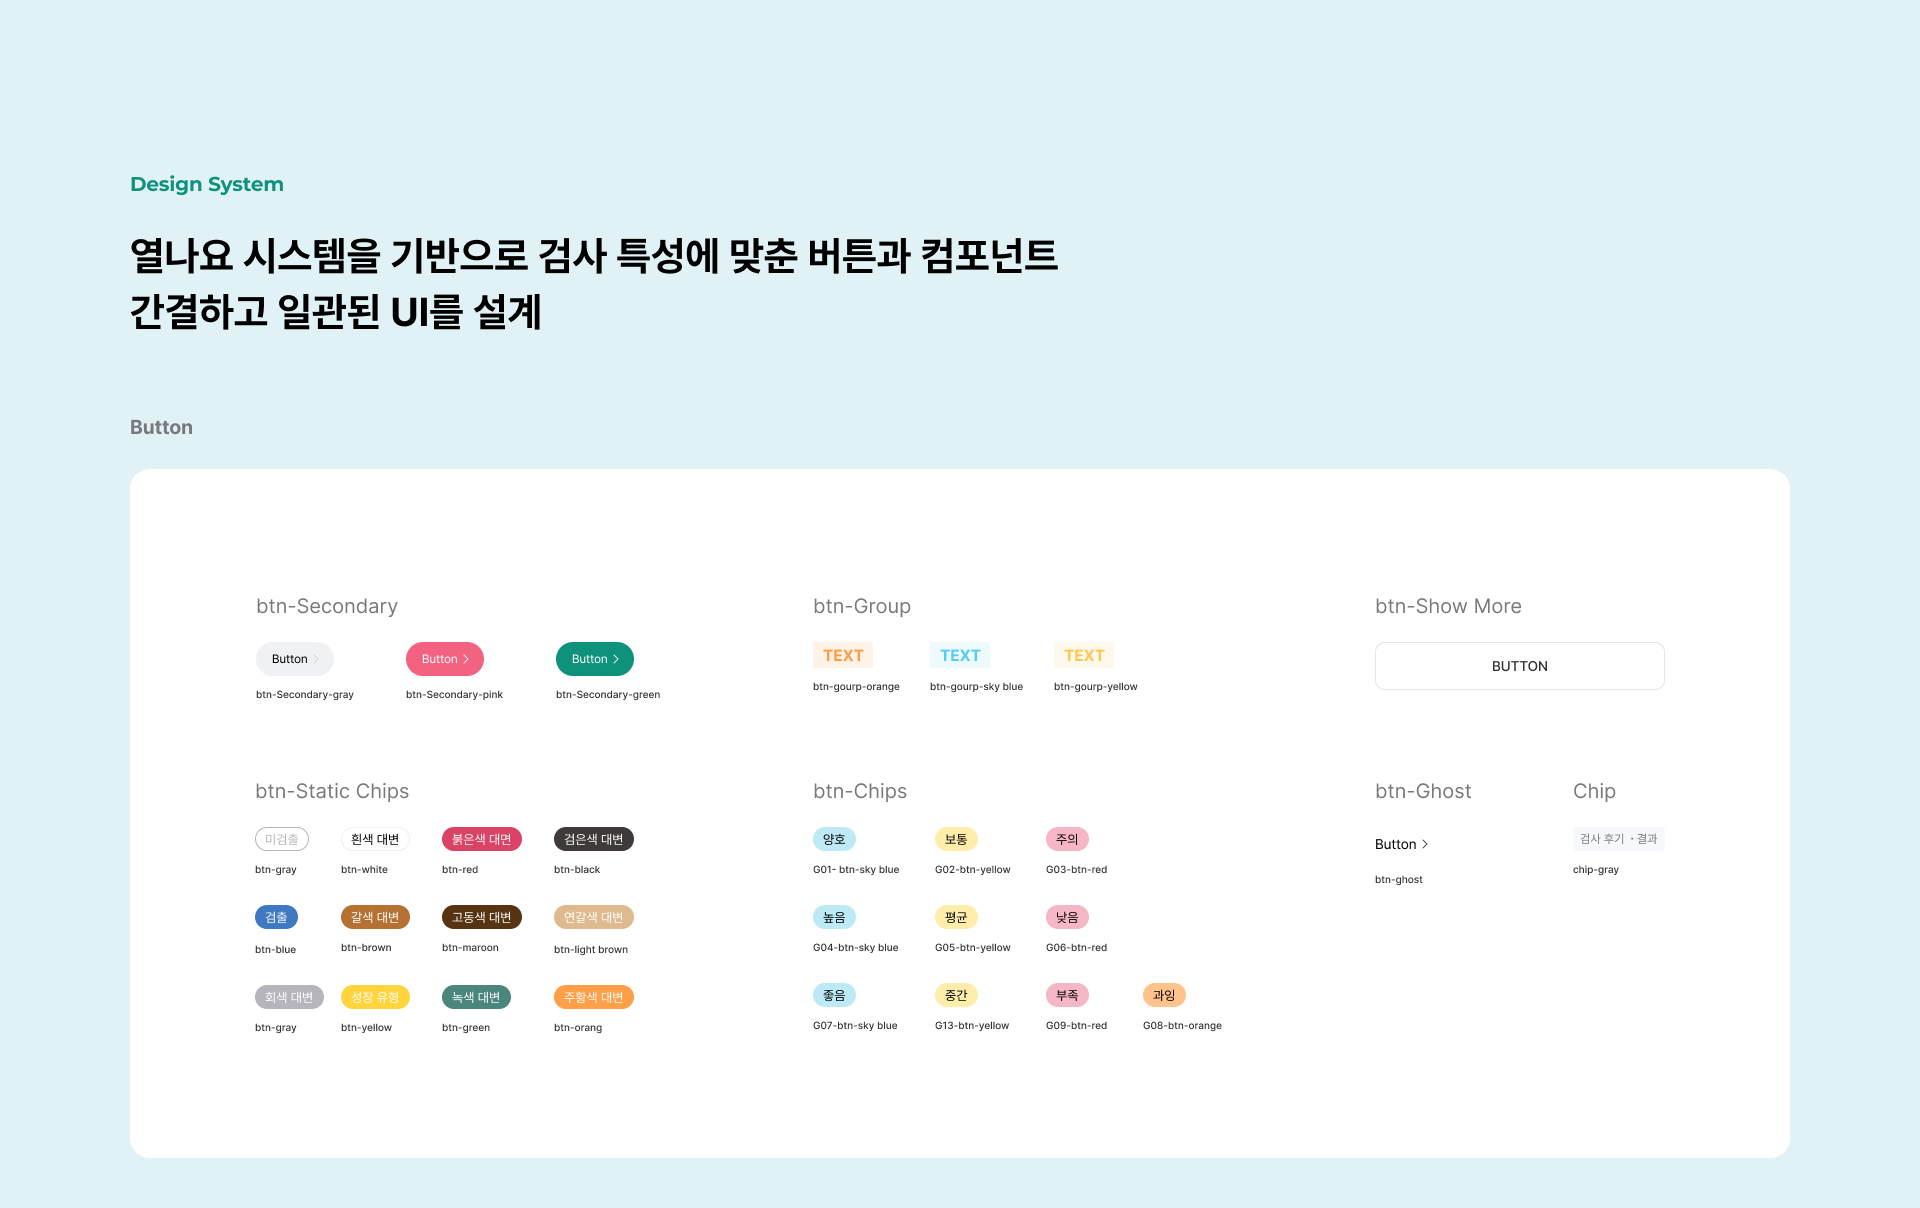 Design System
열나요 시스템을 기반으로 검사 특성에 맞춘 버튼과 컴포넌트
간결하고 일관된 UI를 설계
Button
btn-Secondary
Button
Button
Button
btn-Secondary-gray
btn-Secondary-pink
btn-Secondary-green
btn-Group
TEXT
TEXT
TEXT
btn-gourp-orange
btn-gourp-sky blue
btn-gourp-yellow
btn-Show More
BUTTON
btn-Static Chips
미검출
흰색 대변
붉은색 대면
검은색 대변
btn-gray
btn-white
btn-red
btn-black
검출
갈색 대변
고동색 대변
연갈색 대변
btn-blue
btn-brown
btn-maroon
btn-light brown
회색 대변
성장 유형
녹색 대변
주황색 대변
btn-gray
btn-yellow
btn-green
btn-orang
btn-Chips
양호
보통
주의
G01- btn-sky blue
G02-btn-yellow
G03-btn-red
높음
평균
낮음
G04-btn-sky blue
G05-btn-yellow
G06-btn-red
좋음
중간
부족
과잉
G07-btn-sky blue
G13-btn-yellow
G09-btn-red
G08-btn-orange
btn-Ghost
Button
btn-ghost
Chip
검사 후기 ・결과
chip-gray